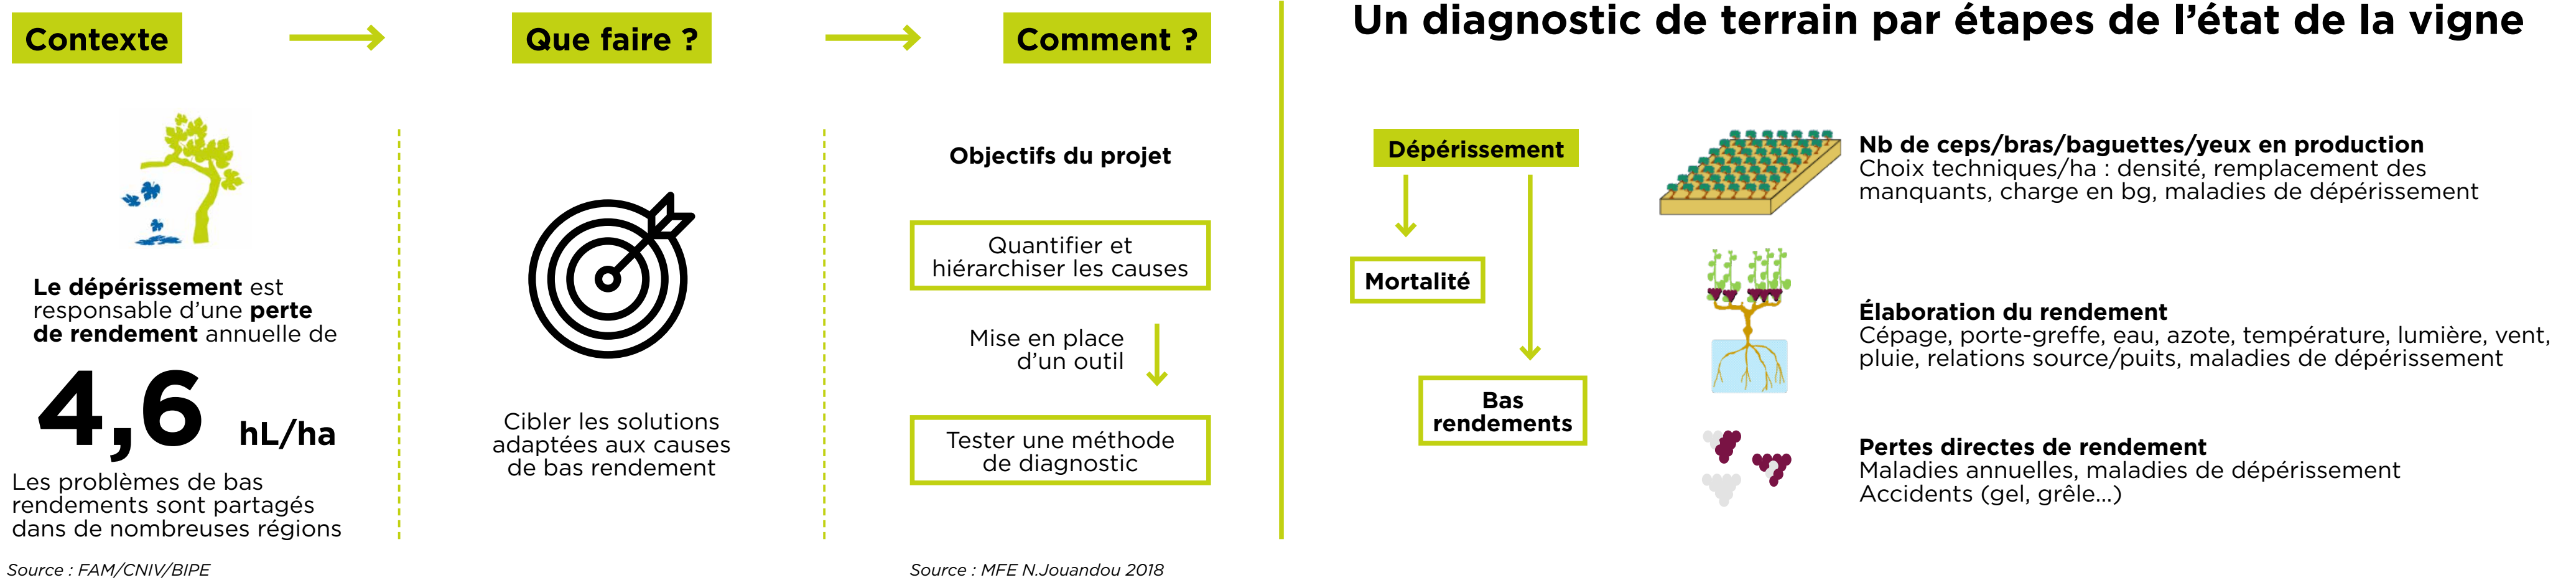 Contexte
Le dépérissement est
responsable d’une perte
de rendement annuelle de
4,6 hL/ha
Les problèmes de bas
rendements sont partagés
dans de nombreuses régions
Source : FAM/CNIV/BIPE
Que faire ?
Cibler les solutions
adaptées aux causes
de bas rendement
Comment ?
Objectifs du projet
Quantifier et
hiérarchiser les causes
Mise en place
d’un outil
Tester une méthode
de diagnostic
Source : MFE N.Jouandou 2018
Un diagnostic de terrain par étapes de l’état de la vigne
Dépérissement
Mortalité
Bas
rendements
Nb de ceps/bras/baguettes/yeux en production
Choix techniques/ha : densité, remplacement des
manquants, charge en bg, maladies de dépérissement
Élaboration du rendement
Cépage, porte-greffe, eau, azote, température, lumière, vent,
pluie, relations source/puits, maladies de dépérissement
Pertes directes de rendement
Maladies annuelles, maladies de dépérissement
Accidents (gel, grêle...)